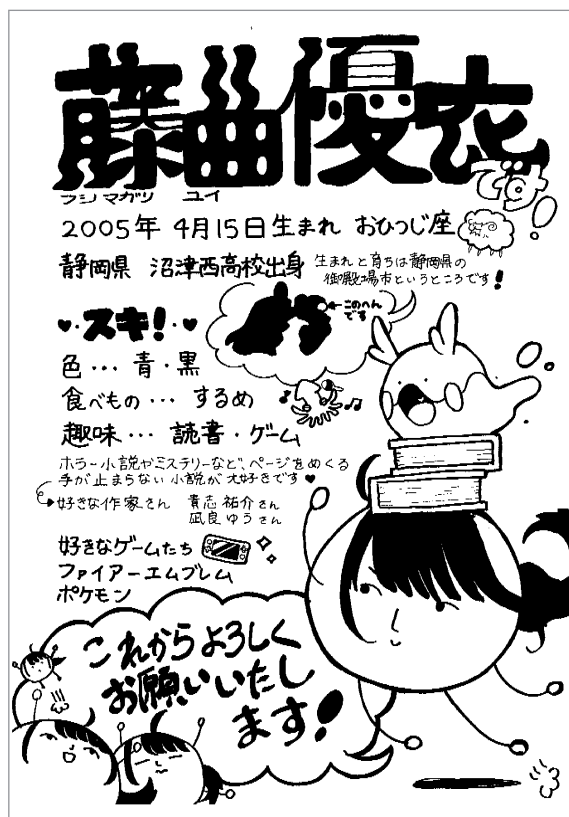 藤曲優衣
です!
フジマガリ ユイ
2005年 4月15日生まれ おひつじ座
静岡県 沼津西高校出身
生まれと育ちは静岡県の
御殿場市というところです!
♥・スキ!・♥
←このへん
です
色… 青・黒
食べもの… するめ
趣味… 読書・ゲーム
ホラー小説やミステリーなど、ページをめくる
手が止まらない小説が大好きです♥
→好きな作家さん 貴志祐介さん
凪良ゆうさん
好きなゲームたち
ファイアーエムブレム
ポケモン
これからよろしく
お願いいたし
ます!